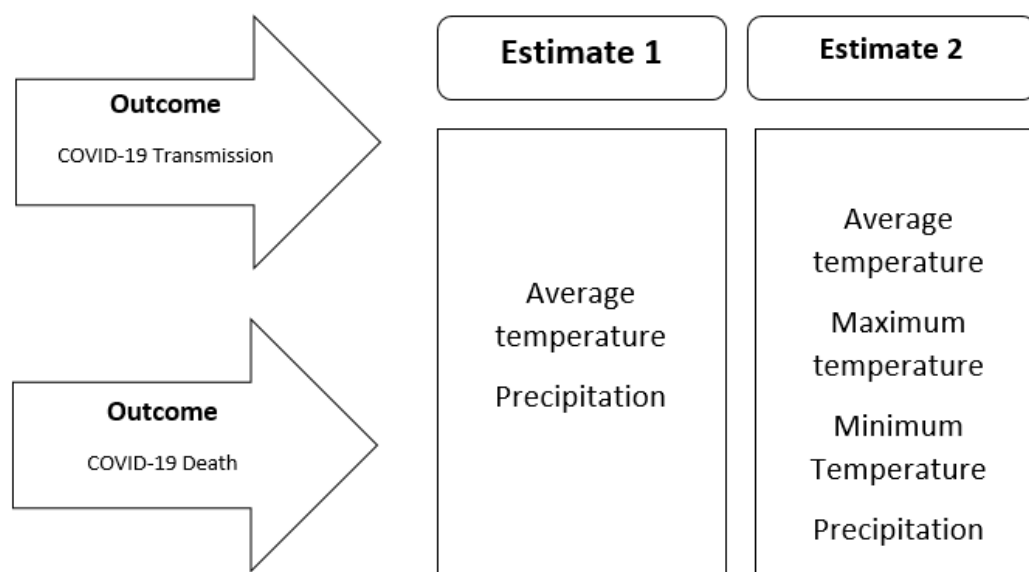 Outcome
COVID-19 Transmission
Outcome
COVID-19 Death
Estimate 1
Average
temperature
Precipitation
Estimate 2
Average
temperature
Maximum
temperature
Minimum
Temperature
Precipitation